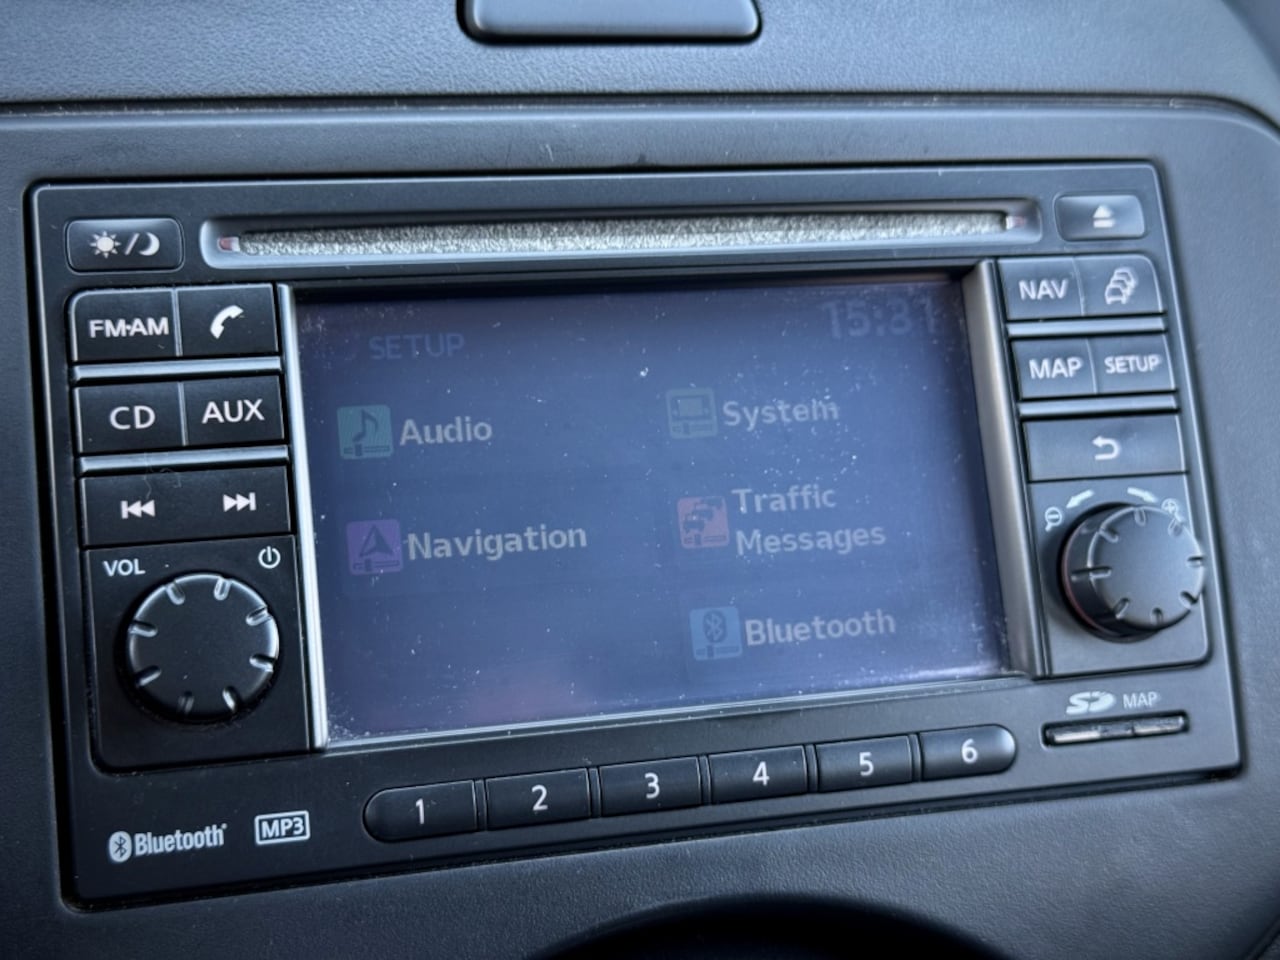 FM·AM
CD
AUX
VOL
SETUP
15:31
Audio
System
Navigation
Traffic
Messages
Bluetooth
NAV
MAP
SETUP
SD MAP
1 2 3 4 5 6
Bluetooth
MP3